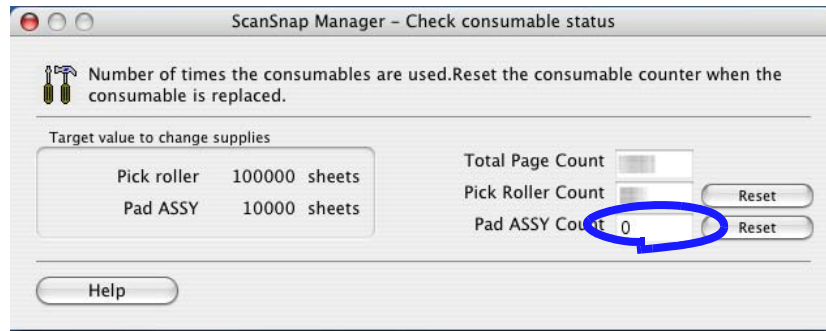 ScanSnap Manager – Check consumable status
Number of times the consumables are used.Reset the consumable counter when the
consumable is replaced.
Target value to change supplies
Pick roller 100000 sheets
Pad ASSY 10000 sheets
Total Page Count
Pick Roller Count Reset
Pad ASSY Count 0 Reset
Help